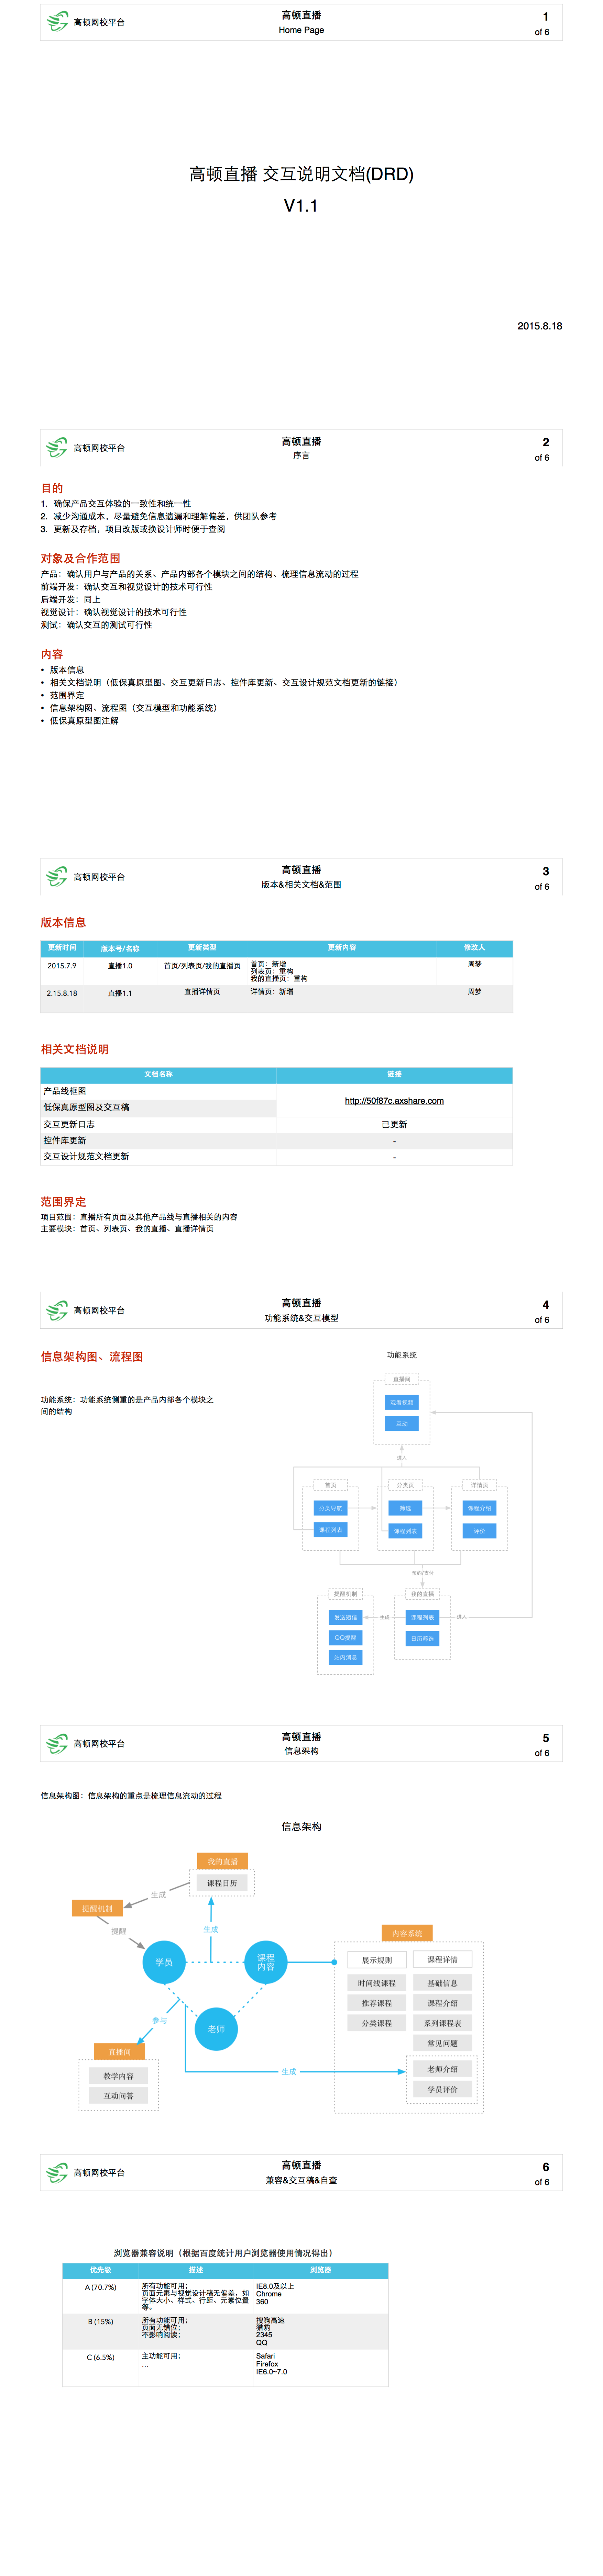 高顿网校平台
高顿直播
Home Page
1
of 6
高顿直播 交互说明文档(DRD)
V1.1
2015.8.18
高顿网校平台
高顿直播
序言
2
of 6
目的
1. 确保产品交互体验的一致性和统一性
2. 减少沟通成本，尽量避免信息遗漏和理解偏差，供团队参考
3. 更新及存档，项目改版或换设计师时便于查阅
对象及合作范围
产品：确认用户与产品的关系、产品内部各个模块之间的结构、梳理信息流动的过程
前端开发：确认交互和视觉设计的技术可行性
后端开发：同上
视觉设计：确认视觉设计的技术可行性
测试：确认交互的测试可行性
内容
• 版本信息
• 相关文档说明（低保真原型图、交互更新日志、控件库更新、交互设计规范文档更新的链接）
• 范围界定
• 信息架构图、流程图（交互模型和功能系统）
• 低保真原型图注解
高顿网校平台
高顿直播
版本&相关文档&范围
3
of 6
版本信息
更新时间 版本号/名称 更新类型 更新内容 修改人
2015.7.9 直播1.0 首页/列表页/我的直播页 首页：新增 周梦
列表页：重构
我的直播页：重构
2.15.8.18 直播1.1 直播详情页 详情页：新增 周梦
相关文档说明
文档名称 链接
产品线框图
http://50f87c.axshare.com
低保真原型图及交互稿
交互更新日志 已更新
控件库更新 -
交互设计规范文档更新 -
范围界定
项目范围：直播所有页面及其他产品线与直播相关的内容
主要模块：首页、列表页、我的直播、直播详情页
高顿网校平台
高顿直播
功能系统&交互模型
4
of 6
信息架构图、流程图
功能系统：功能系统侧重的是产品内部各个模块之
间的结构
功能系统
直播间
观看视频
互动
进入
首页 分类页 详情页
分类导航 筛选 课程介绍
课程列表 课程列表 评价
预约/支付
提醒机制 我的直播
发送短信 生成 课程列表 进入
QQ提醒 日历筛选
站内消息
高顿网校平台
高顿直播
信息架构
5
of 6
信息架构图：信息架构的重点是梳理信息流动的过程
信息架构
我的直播
课程日历
生成
提醒机制
提醒
生成
学员
课程
内容
老师
参与
直播间
教学内容
互动问答
生成
内容系统
展示规则 课程详情
时间线课程 基础信息
推荐课程 课程介绍
分类课程 系列课程表
常见问题
老师介绍
学员评价
高顿网校平台
高顿直播
兼容&交互稿&自查
6
of 6
浏览器兼容说明（根据百度统计用户浏览器使用情况得出）
优先级 描述 浏览器
A (70.7%) 所有功能可用； IE8.0及以上
页面元素与视觉设计稿无偏差，如 Chrome
字体大小、样式、行距、元素位置 360
等。
B (15%) 所有功能可用； 搜狗高速
页面无错位； 猎豹
不影响阅读； 2345
QQ
C (6.5%) 主功能可用； Safari
… Firefox
IE6.0~7.0